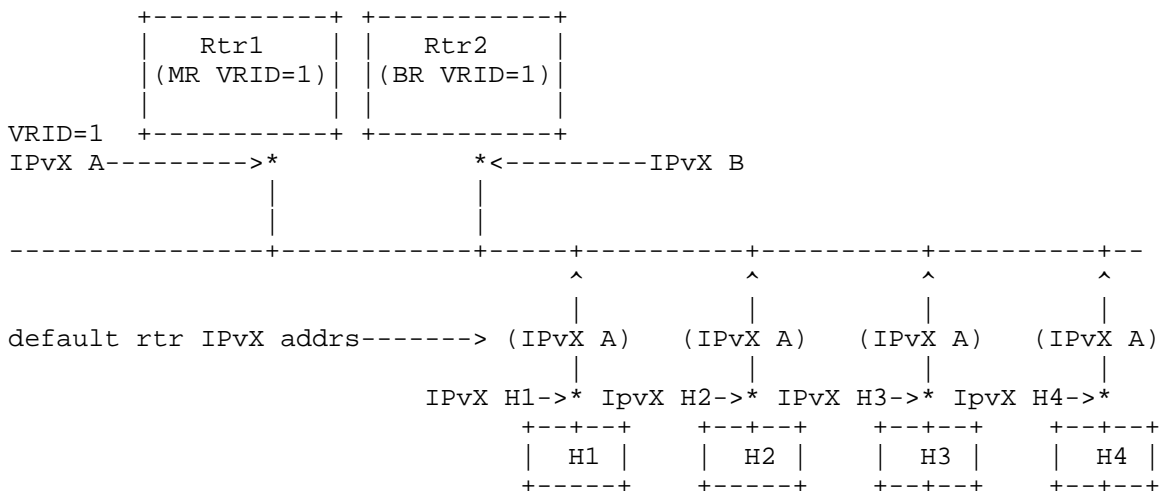 Rtr1 Rtr2
(MR VRID=1) (BR VRID=1)
VRID=1
IPvX A--------->* *<---------IPvX B
default rtr IPvX addrs-------> (IPvX A) (IPvX A) (IPvX A) (IPvX A)
IPvX H1->* IpvX H2->* IPvX H3->* IpvX H4->*
H1 H2 H3 H4